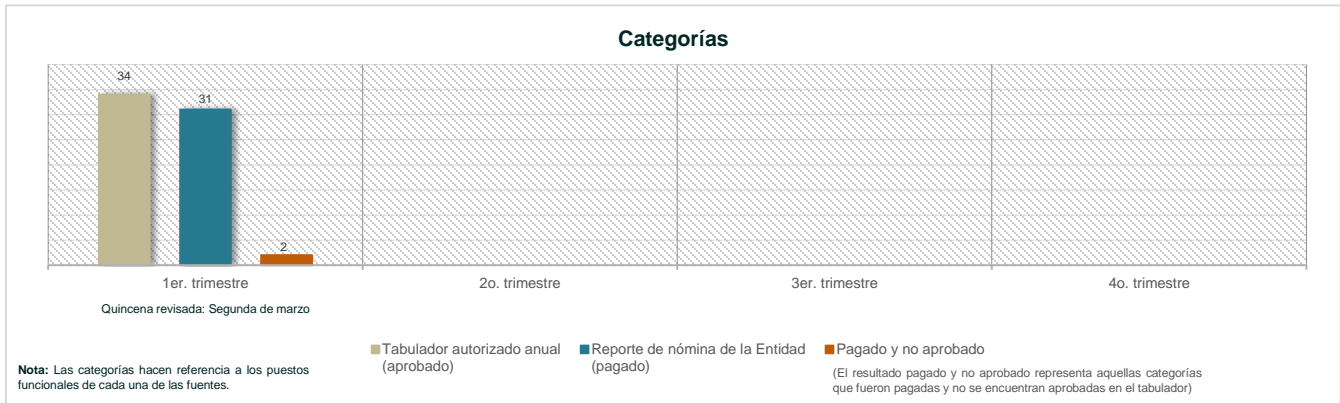 Categorías
34
31
2
1er. trimestre
2o. trimestre
3er. trimestre
4o. trimestre
Quincena revisada: Segunda de marzo
Tabulador autorizado anual
(aprobado)
Reporte de nómina de la Entidad
(pagado)
Pagado y no aprobado
(El resultado pagado y no aprobado representa aquellas categorías
que fueron pagadas y no se encuentran aprobadas en el tabulador)
Nota: Las categorías hacen referencia a los puestos
funcionales de cada una de las fuentes.